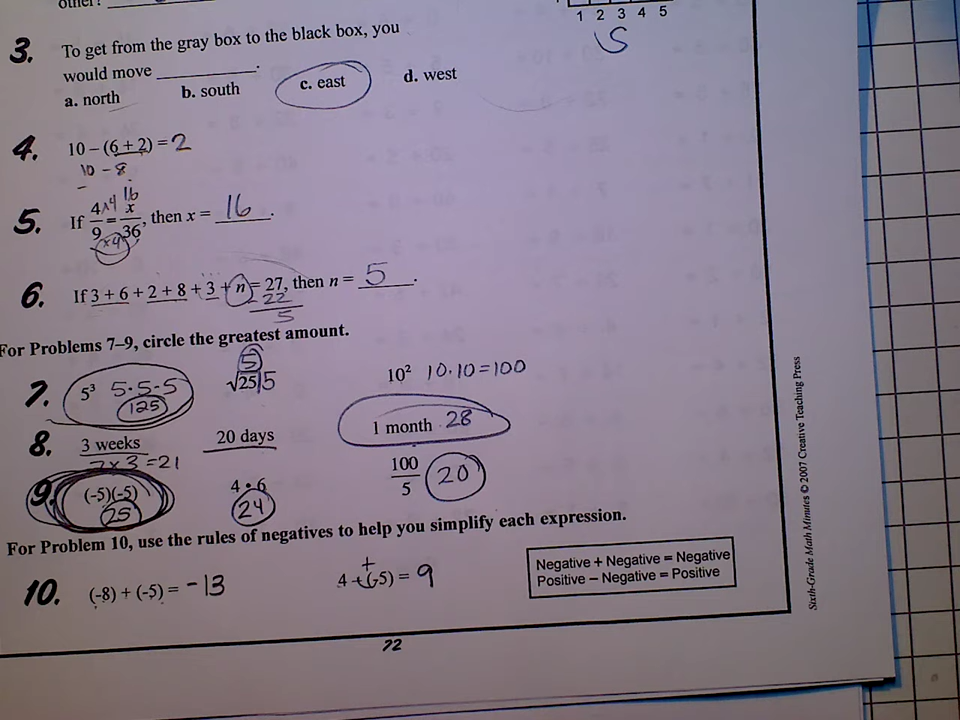 other?
1 2 3 4 5
S
3. To get from the gray box to the black box, you
would move __________.
a. north b. south c. east d. west
4. 10 – (6 + 2) = 2
10 - 8
5. If 4/9 = x/36, then x = 16.
×4 16
×4
6. If 3 + 6 + 2 + 8 + 3 + n = 27, then n = 5.
- 22
5
For Problems 7–9, circle the greatest amount.
7. 5³ 5·5·5 √25 5 10² 10·10=100
125 5
8. 3 weeks 20 days 1 month 28
7 x 3 = 21
9. (-5)(-5) 4 • 6 100/5 20
25 24
For Problem 10, use the rules of negatives to help you simplify each expression.
10. (-8) + (-5) = -13 4 – (-5) = 9
+
Negative + Negative = Negative
Positive – Negative = Positive
72
Sixth-Grade Math Minutes © 2007 Creative Teaching Press